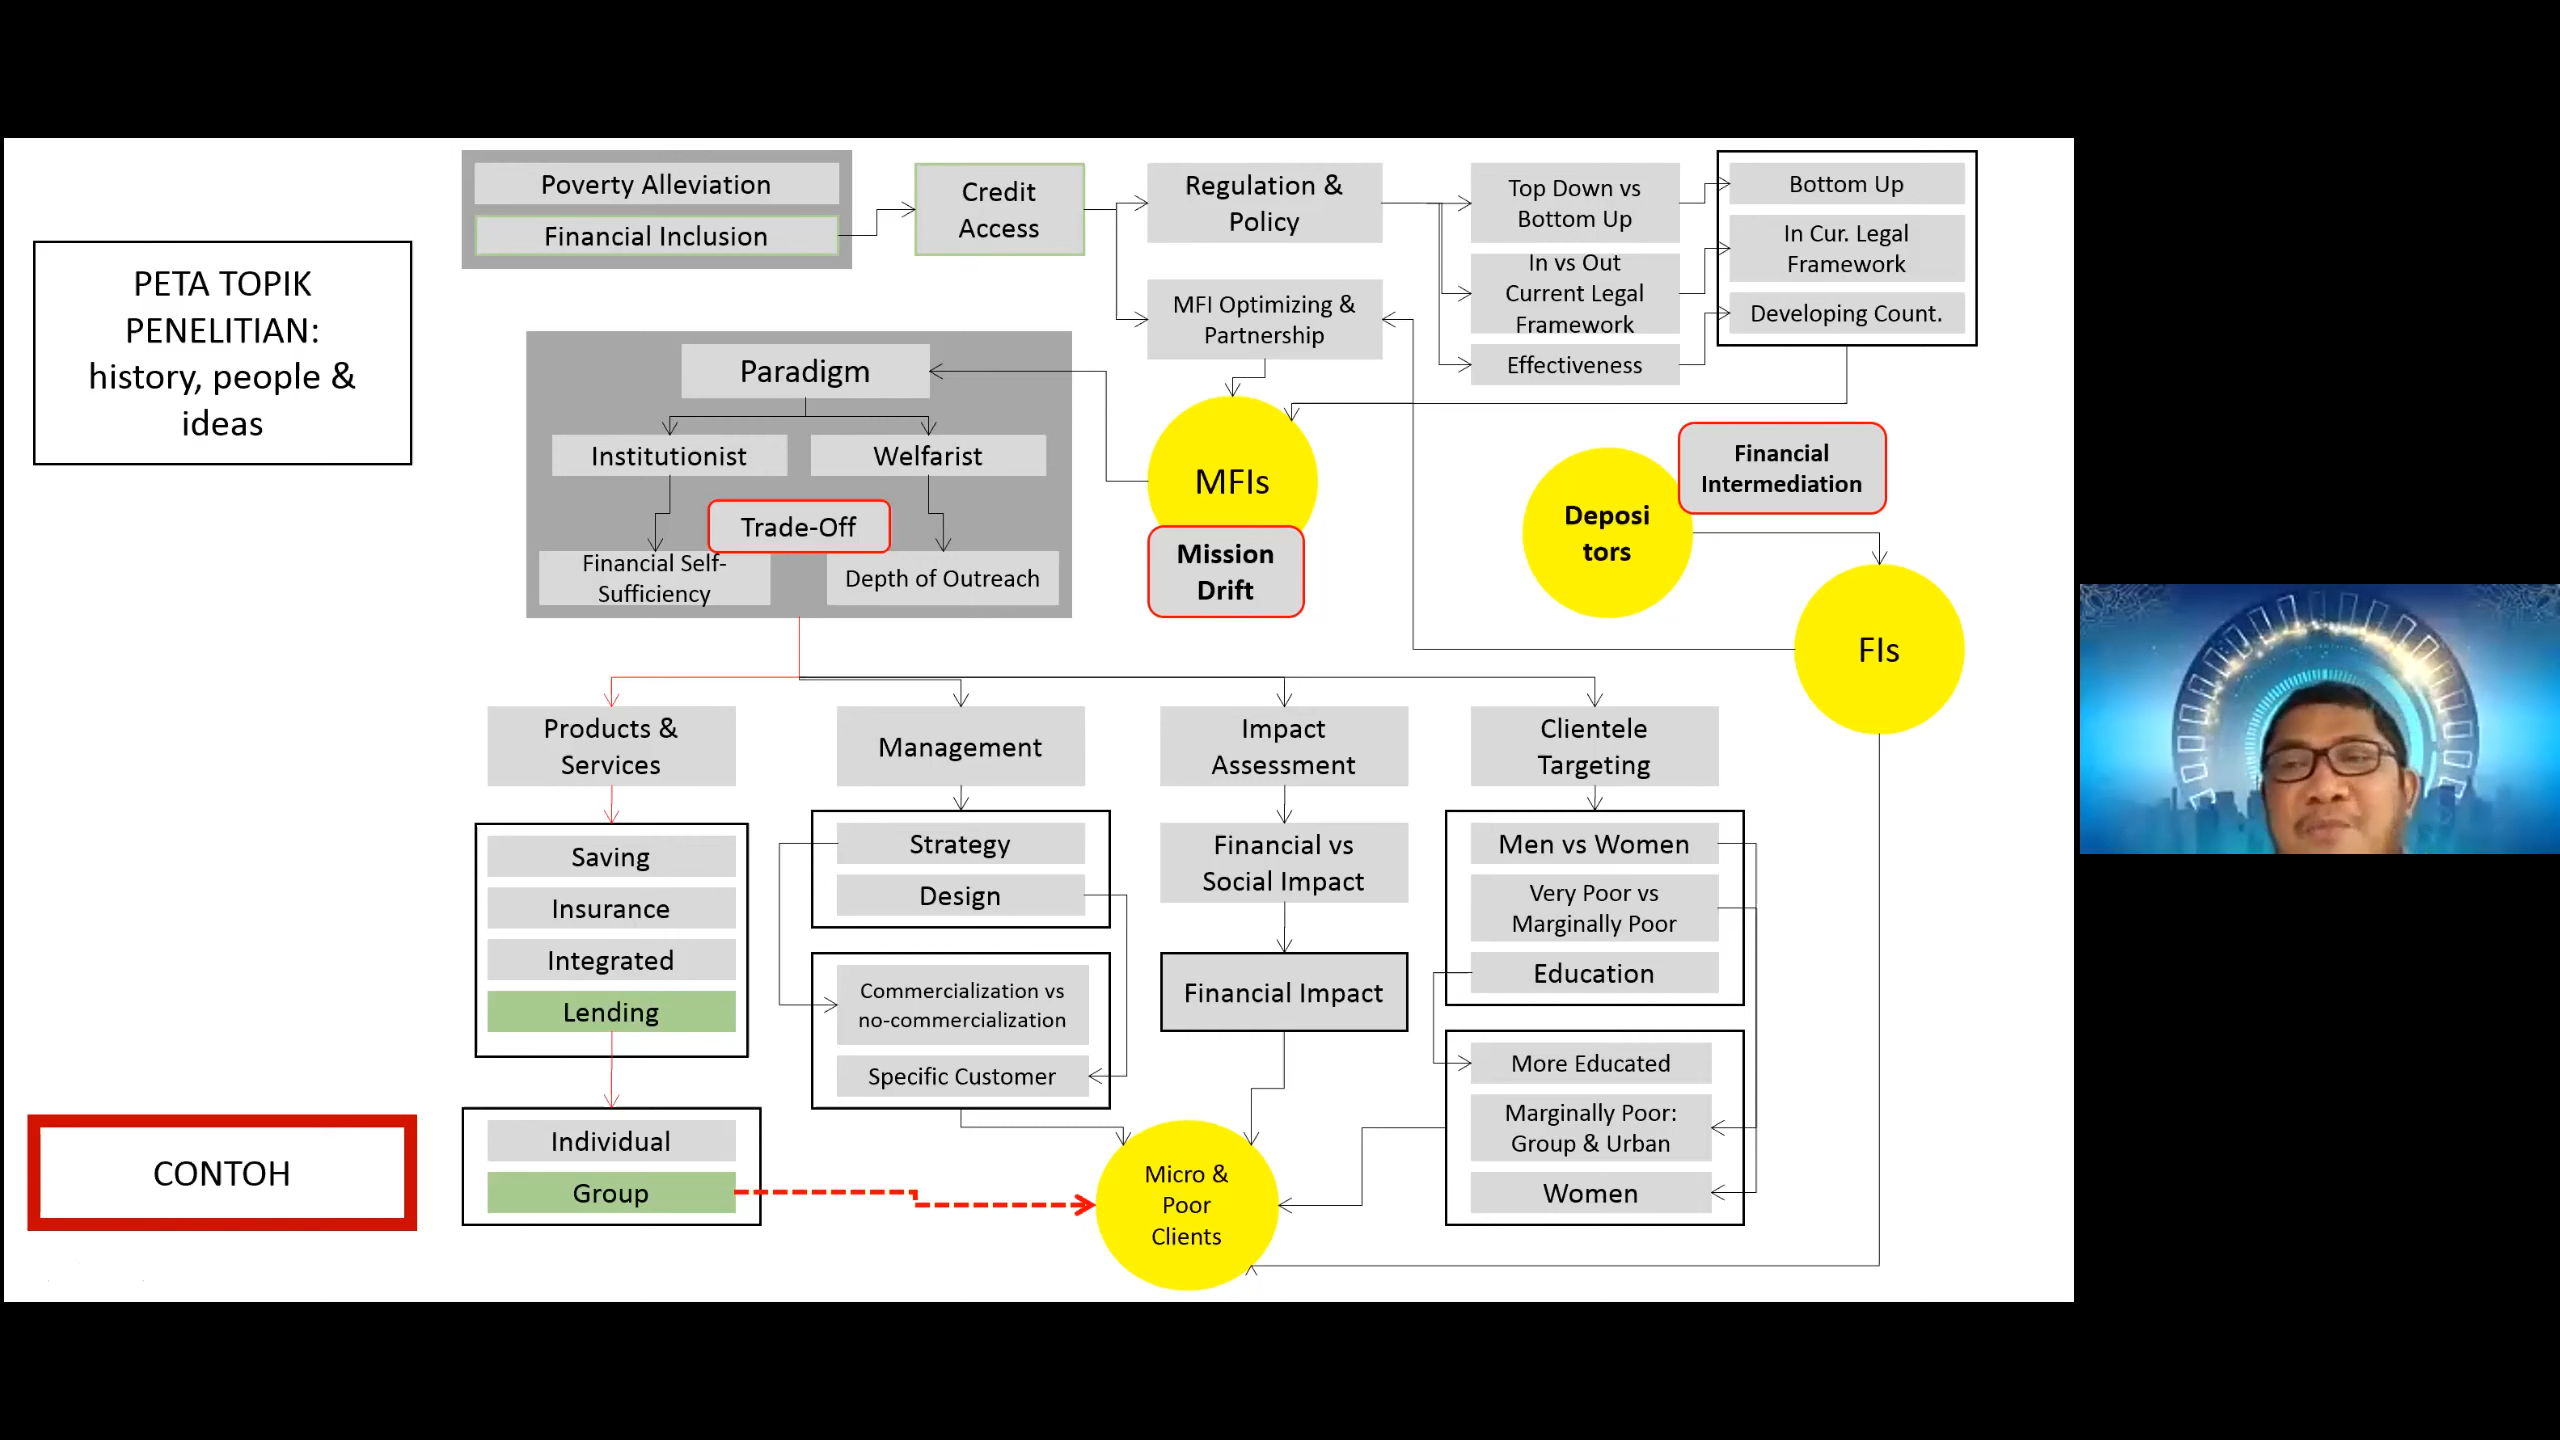 PETA TOPIK
PENELITIAN:
history, people &
ideas
CONTOH
Poverty Alleviation
Financial Inclusion
Credit
Access
Regulation &
Policy
MFI Optimizing &
Partnership
Top Down vs
Bottom Up
In vs Out
Current Legal
Framework
Effectiveness
Bottom Up
In Cur. Legal
Framework
Developing Count.
Paradigm
Institutionist
Welfarist
Trade-Off
Financial Self-
Sufficiency
Depth of Outreach
MFIs
Mission
Drift
Deposi
tors
Financial
Intermediation
FIs
Products &
Services
Saving
Insurance
Integrated
Lending
Individual
Group
Management
Strategy
Design
Commercialization vs
no-commercialization
Specific Customer
Impact
Assessment
Financial vs
Social Impact
Financial Impact
Clientele
Targeting
Men vs Women
Very Poor vs
Marginally Poor
Education
More Educated
Marginally Poor:
Group & Urban
Women
Micro &
Poor
Clients